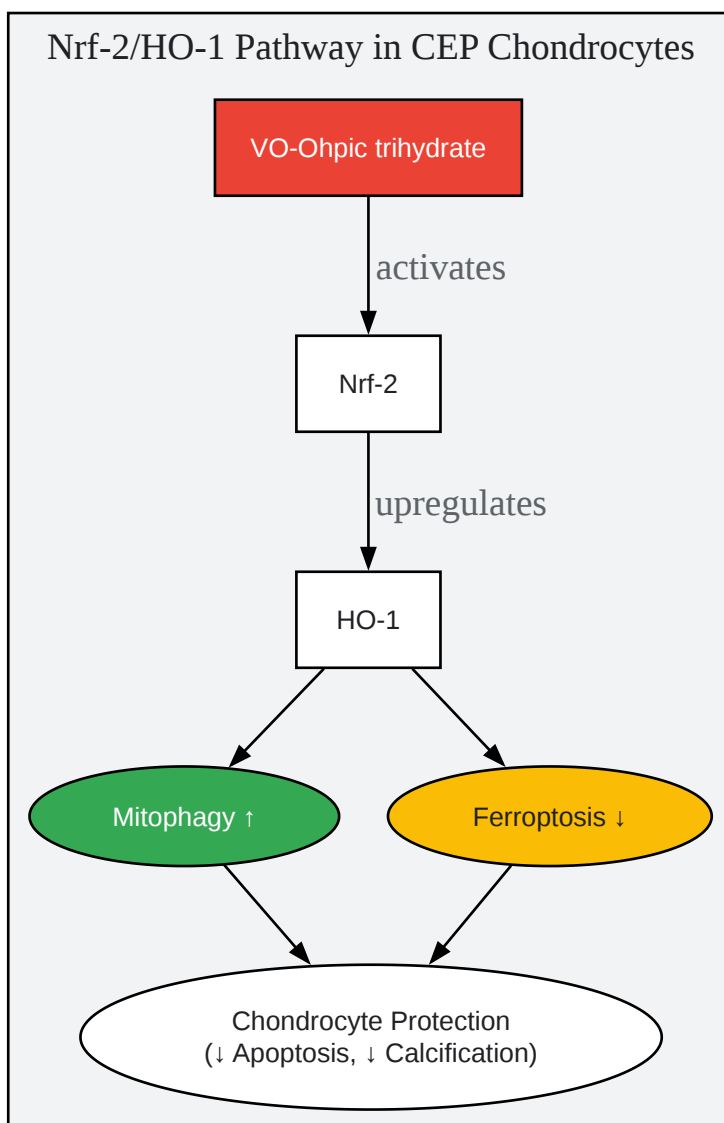 Nrf-2/HO-1 Pathway in CEP Chondrocytes
VO-Ohpic trihydrate
activates
Nrf-2
upregulates
HO-1
Mitophagy ↑
Ferroptosis ↓
Chondrocyte Protection
(↓ Apoptosis, ↓ Calcification)